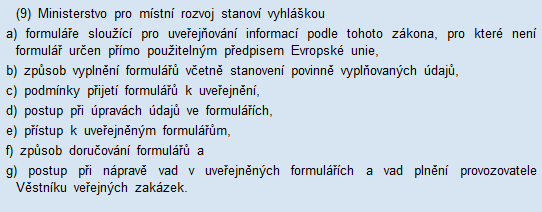 (9) Ministerstvo pro místní rozvoj stanoví vyhláškou
a) formuláře sloužící pro uveřejňování informací podle tohoto zákona, pro které není
formulář určen přímo použitelným předpisem Evropské unie,
b) způsob vyplnění formulářů včetně stanovení povinně vyplňovaných údajů,
c) podmínky přijetí formulářů k uveřejnění,
d) postup při úpravách údajů ve formulářích,
e) přístup k uveřejněným formulářům,
f) způsob doručování formulářů a
g) postup při nápravě vad v uveřejněných formulářích a vad plnění provozovatele
Věstníku veřejných zakázek.